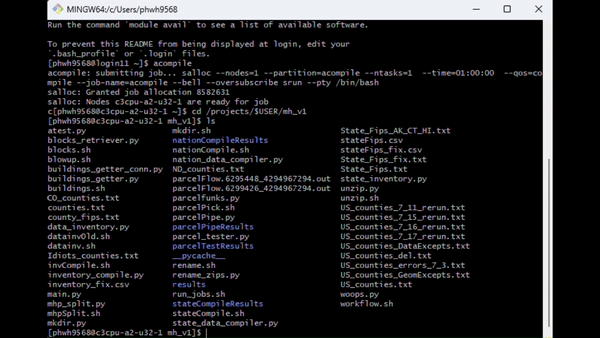 MINGW64:/c/Users/phwh9568
Run the command `module avail` to see a list of available software.
To prevent this README from being displayed at login, edit your
`.bash_profile` or `.login` files.
[phwh9568@login11 ~]$ acompile
acompile: submitting job... salloc --nodes=1 --partition=acompile --ntasks=1  --time=01:00:00  --qos=co
mpile --job-name=acompile --bell --oversubscribe srun --pty /bin/bash
salloc: Granted job allocation 8582631
salloc: Nodes c3cpu-a2-u32-1 are ready for job
c[phwh9568@c3cpu-a2-u32-1 ~]$ cd /projects/$USER/mh_v1
[phwh9568@c3cpu-a2-u32-1 mh_v1]$ ls
atest.py mkdir.sh State_Fips_AK_CT_HI.txt
blocks_retriever.py nationCompileResults stateFips.csv
blocks.sh nationCompile.sh stateFips_fix.csv
blowup.sh nation_data_compiler.py State_Fips_fix.txt
buildings_getter_conn.py ND_counties.txt State_Fips.txt
buildings_getter.py parcelFlow.6295448_4294967294.out state_inventory.py
buildings.sh parcelFlow.6299426_4294967294.out unzip.py
CO_counties.txt parcelFunks.py unzip.sh
counties.txt parcelPick.sh US_counties_7_11_rerun.txt
county_fips.txt parcelPipe.py US_counties_7_15_rerun.txt
data_inventory.py parcelPipeResults US_counties_7_16_rerun.txt
datainvOld.sh parcel_tester.py US_counties_7_17_rerun.txt
datainv.sh parcelTestResults US_counties_DataExcepts.txt
Idiots_counties.txt __pycache__ US_counties_del.txt
invCompile.sh rename.sh US_counties_errors_7_3.txt
inventory_compile.py rename_zips.py US_counties_GeomExcepts.txt
inventory_fix.csv results US_counties.txt
main.py run_jobs.sh woops.py
mhp_split.py stateCompileResults workflow.sh
mhpSplit.sh stateCompile.sh
mkdir.py state_data_compiler.py
[phwh9568@c3cpu-a2-u32-1 mh_v1]$